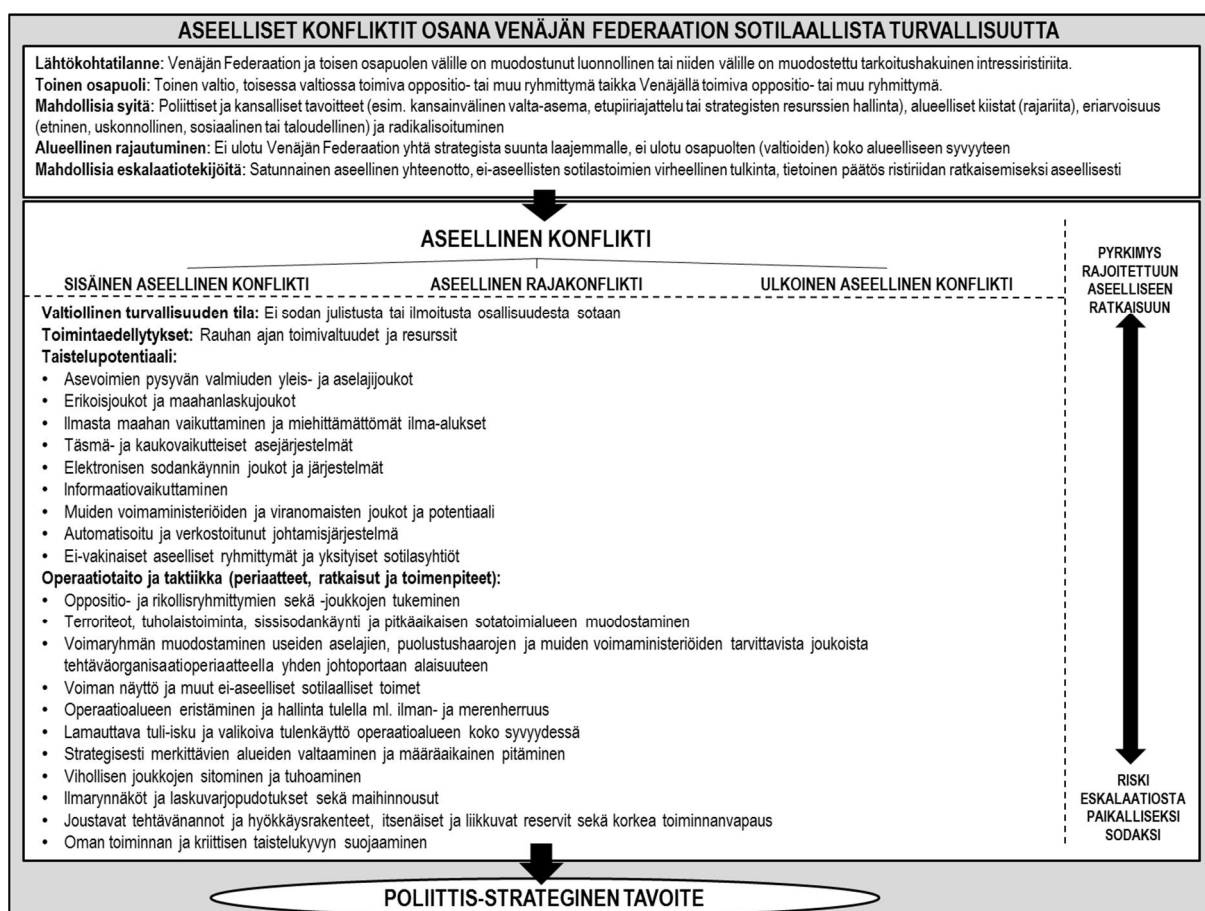 ASEELLISET KONFLIKTIT OSANA VENÄJÄN FEDERAATION SOTILAALLISTA TURVALLISUUTTA
Lähtökohtatilanne: Venäjän Federaation ja toisen osapuolen välille on muodostunut luonnollinen tai niiden välille on muodostettu tarkoitushakuinen intressiristiriita.
Toinen osapuoli: Toinen valtio, toisessa valtiossa toimiva oppositio- tai muu ryhmittymä taikka Venäjällä toimiva oppositio- tai muu ryhmittymä.
Mahdollisia syitä: Poliittiset ja kansalliset tavoitteet (esim. kansainvälinen valta-asema, etupiiriajattelu tai strategisten resurssien hallinta), alueelliset kiistat (rajariita), eriarvoisuus
(etninen, uskonnollinen, sosiaalinen tai taloudellinen) ja radikalisoituminen
Alueellinen rajautuminen: Ei ulotu Venäjän Federaation yhtä strategista suunta laajemmalle, ei ulotu osapuolten (valtioiden) koko alueelliseen syvyyteen
Mahdollisia eskalaatiotekijöitä: Satunnainen aseellinen yhteenotto, ei-aseellisten sotilastoimien virheellinen tulkinta, tietoinen päätös ristiriidan ratkaisemiseksi aseellisesti
ASEELLINEN KONFLIKTI
SISÄINEN ASEELLINEN KONFLIKTI
ASEELLINEN RAJAKONFLIKTI
ULKOINEN ASEELLINEN KONFLIKTI
Valtiollinen turvallisuuden tila: Ei sodan julistusta tai ilmoitusta osallisuudesta sotaan
Toimintaedellytykset: Rauhan ajan toimivaltuudet ja resurssit
Taistelupotentiaali:
• Asevoimien pysyvän valmiuden yleis- ja aselajijoukot
• Erikoisjoukot ja maahanlaskujoukot
• Ilmasta maahan vaikuttaminen ja miehittämättömät ilma-alukset
• Täsmä- ja kaukovaikutteiset asejärjestelmät
• Elektronisen sodankäynnin joukot ja järjestelmät
• Informaatiovaikuttaminen
• Muiden voimaministeriöiden ja viranomaisten joukot ja potentiaali
• Automatisoitu ja verkostoitunut johtamisjärjestelmä
• Ei-vakinaiset aseelliset ryhmittymät ja yksityiset sotilasyhtiöt
Operaatiotaito ja taktiikka (periaatteet, ratkaisut ja toimenpiteet):
• Oppositio- ja rikollisryhmittymien sekä -joukkojen tukeminen
• Terroriteot, tuholaistoiminta, sissisodankäynti ja pitkäaikaisen sotatoimialueen muodostaminen
• Voimaryhmän muodostaminen useiden aselajien, puolustushaarojen ja muiden voimaministeriöiden tarvittavista joukoista
tehtäväorganisaatioperiaatteella yhden johtoportaan alaisuuteen
• Voiman näyttö ja muut ei-aseelliset sotilaalliset toimet
• Operaatioalueen eristäminen ja hallinta tulella ml. ilman- ja merenherruus
• Lamauttava tuli-isku ja valikoiva tulenkäyttö operaatioalueen koko syvyydessä
• Strategisesti merkittävien alueiden valtaaminen ja määräaikainen pitäminen
• Vihollisen joukkojen sitominen ja tuhoaminen
• Ilmarynnäköt ja laskuvarjopudotukset sekä maihinnousut
• Joustavat tehtävänannot ja hyökkäysrakenteet, itsenäiset ja liikkuvat reservit sekä korkea toiminnanvapaus
• Oman toiminnan ja kriittisen taistelukyvyn suojaaminen
PYRKIMYS
RAJOITETTUUN
ASEELLISEEN
RATKAISUUN
RISKI
ESKALAATIOSTA
PAIKALLISEKSI
SODAKSI
POLIITTIS-STRATEGINEN TAVOITE